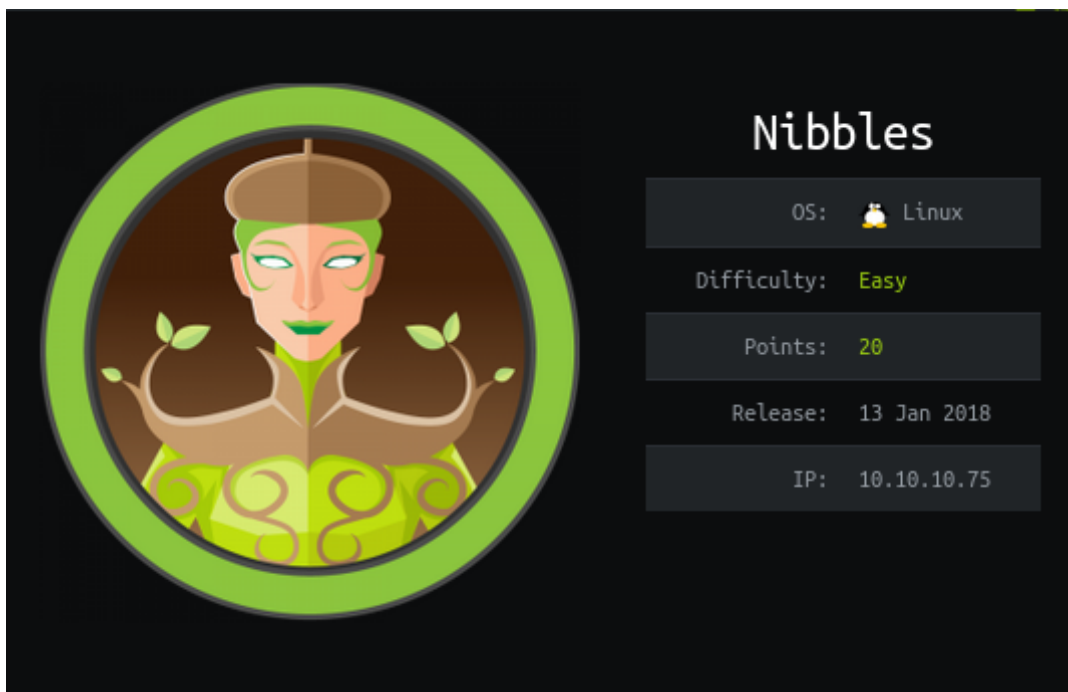 Nibbles
OS: Linux
Difficulty: Easy
Points: 20
Release: 13 Jan 2018
IP: 10.10.10.75